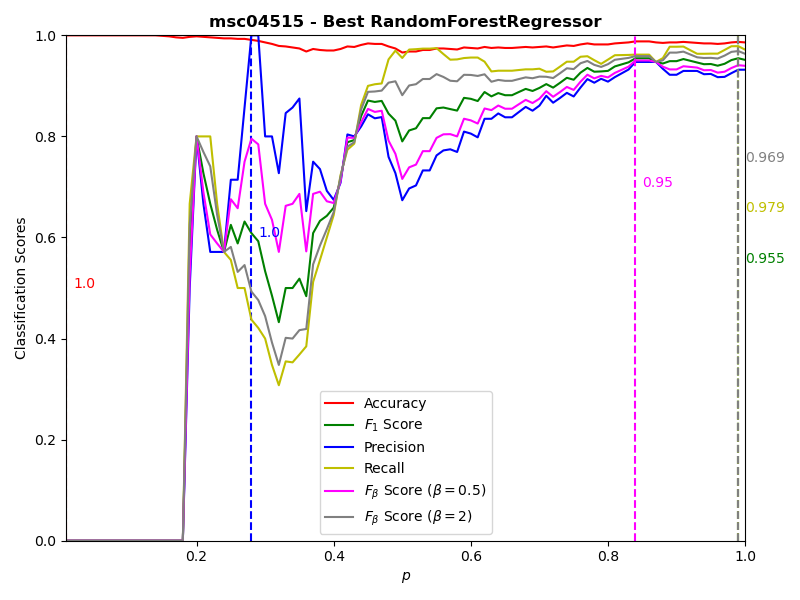 msc04515 - Best RandomForestRegressor
Classification Scores
1.0
0.8
0.6
0.4
0.2
0.0
1.0
1.0
0.95
0.969
0.979
0.955
Accuracy
F₁ Score
Precision
Recall
Fᵦ Score (β = 0.5)
Fᵦ Score (β = 2)
0.2 0.4 0.6 0.8 1.0
p